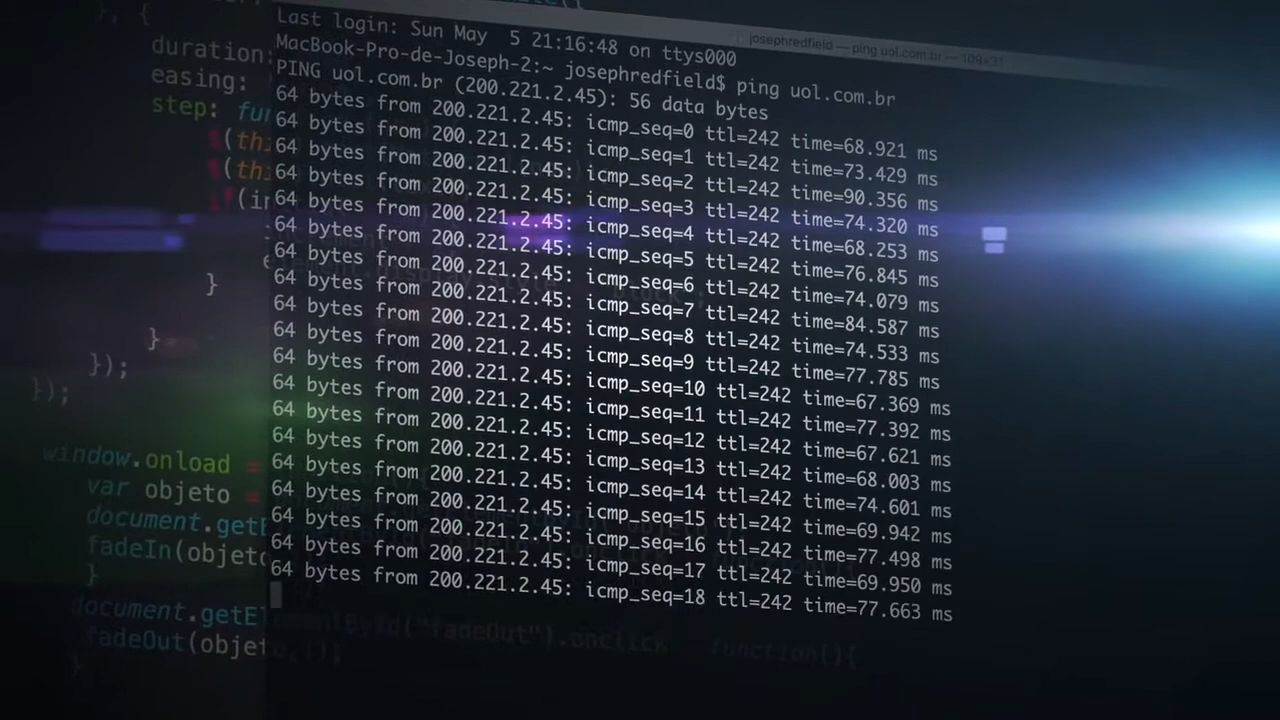 Last login: Sun May  5 21:16:48 on ttys000
josephredfield — ping uol.com.br — 109×31
MacBook-Pro-de-Joseph-2:~ josephredfield$ ping uol.com.br
PING uol.com.br (200.221.2.45): 56 data bytes
64 bytes from 200.221.2.45: icmp_seq=0 ttl=242 time=68.921 ms
64 bytes from 200.221.2.45: icmp_seq=1 ttl=242 time=73.429 ms
64 bytes from 200.221.2.45: icmp_seq=2 ttl=242 time=90.356 ms
64 bytes from 200.221.2.45: icmp_seq=3 ttl=242 time=74.320 ms
64 bytes from 200.221.2.45: icmp_seq=4 ttl=242 time=68.253 ms
64 bytes from 200.221.2.45: icmp_seq=5 ttl=242 time=76.845 ms
64 bytes from 200.221.2.45: icmp_seq=6 ttl=242 time=74.079 ms
64 bytes from 200.221.2.45: icmp_seq=7 ttl=242 time=84.587 ms
64 bytes from 200.221.2.45: icmp_seq=8 ttl=242 time=74.533 ms
64 bytes from 200.221.2.45: icmp_seq=9 ttl=242 time=77.785 ms
64 bytes from 200.221.2.45: icmp_seq=10 ttl=242 time=67.369 ms
64 bytes from 200.221.2.45: icmp_seq=11 ttl=242 time=77.392 ms
64 bytes from 200.221.2.45: icmp_seq=12 ttl=242 time=67.621 ms
64 bytes from 200.221.2.45: icmp_seq=13 ttl=242 time=68.003 ms
64 bytes from 200.221.2.45: icmp_seq=14 ttl=242 time=74.601 ms
64 bytes from 200.221.2.45: icmp_seq=15 ttl=242 time=69.942 ms
64 bytes from 200.221.2.45: icmp_seq=16 ttl=242 time=77.498 ms
64 bytes from 200.221.2.45: icmp_seq=17 ttl=242 time=69.950 ms
64 bytes from 200.221.2.45: icmp_seq=18 ttl=242 time=77.663 ms
}, {
duration:
easing:
step: fun
$(thi
$(thi
if(in
}
}
});
});
window.onload =
var objeto =
document.getE
fadeIn(objeto
}
document.getElementById("fadeOut").onclick function(){
fadeOut(objeto,
}